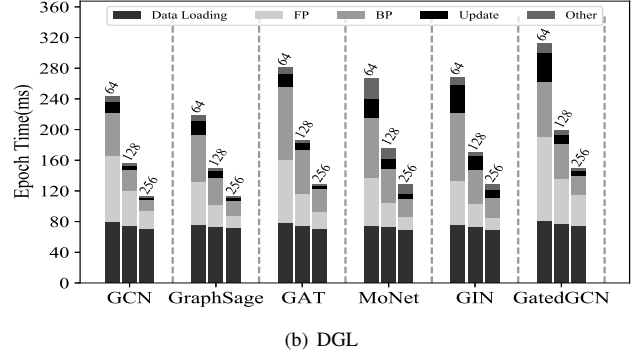 Data Loading FP BP Update Other
Epoch Time(ms)
360
320
280
240
200
160
120
80
40
0
64 128 256
64 128 256
64 128 256
64 128 256
64 128 256
64 128 256
GCN GraphSage GAT MoNet GIN GatedGCN
(b) DGL